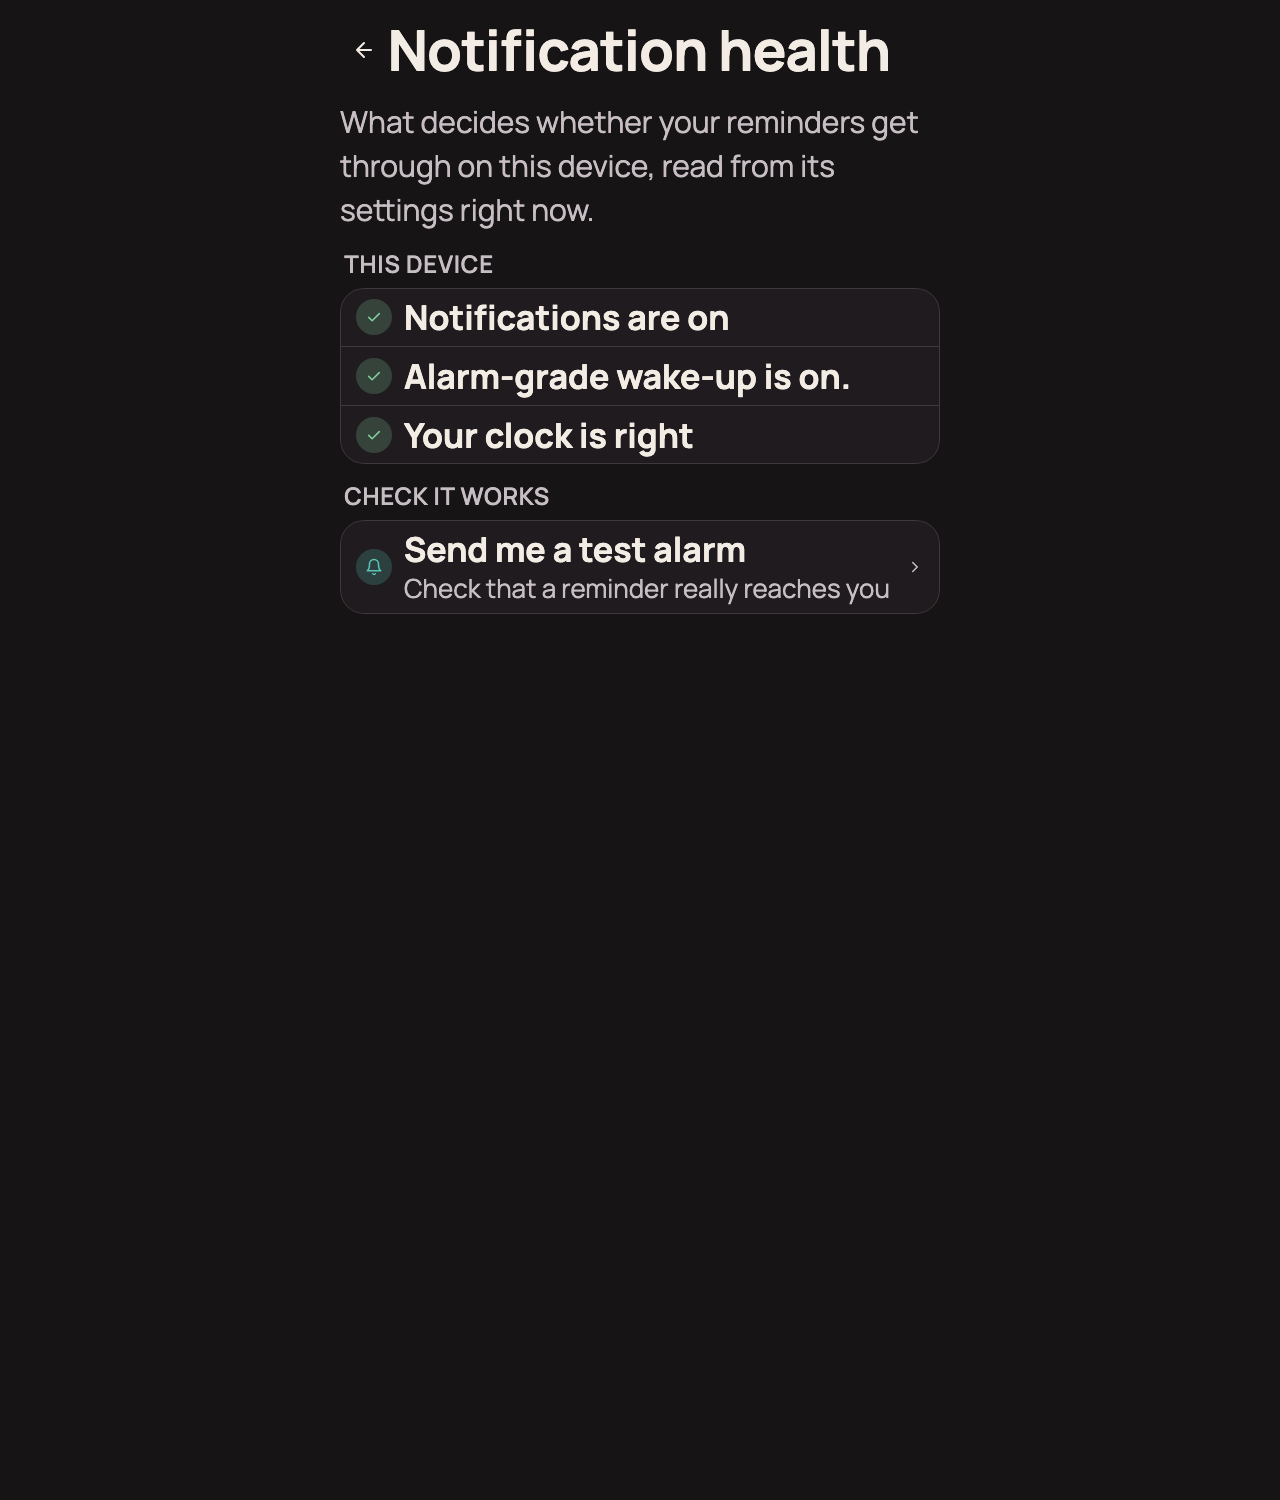 Notification health
What decides whether your reminders get
through on this device, read from its
settings right now.
THIS DEVICE
Notifications are on
Alarm-grade wake-up is on.
Your clock is right
CHECK IT WORKS
Send me a test alarm
Check that a reminder really reaches you